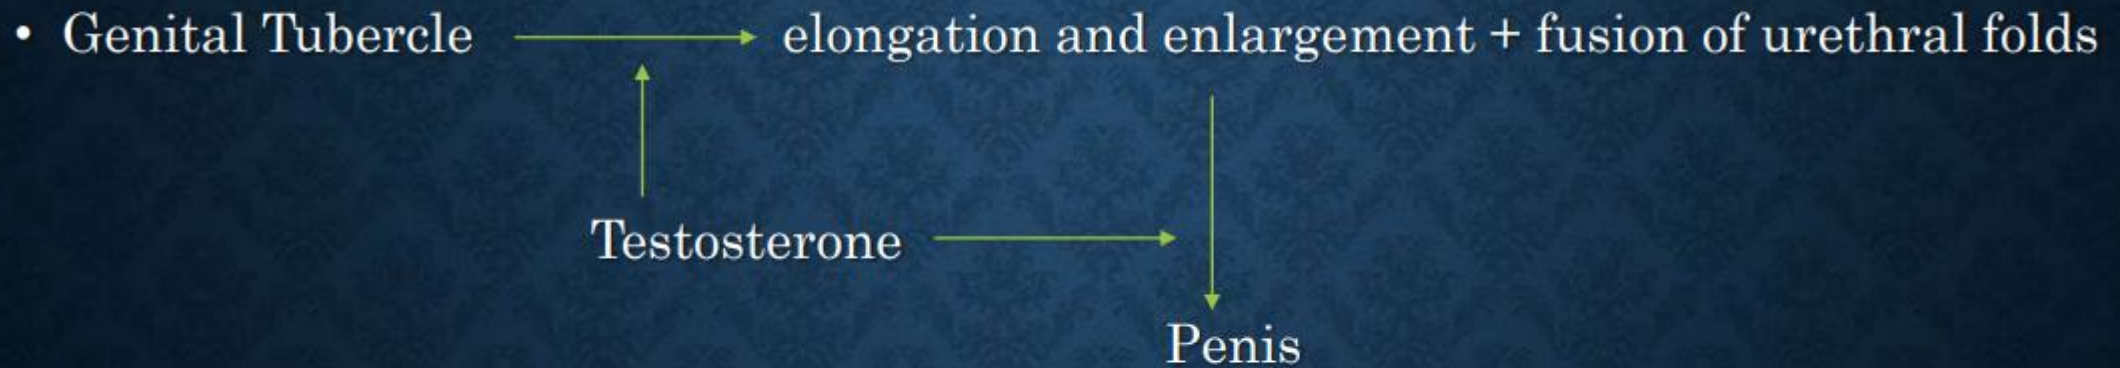 • Genital Tubercle elongation and enlargement + fusion of urethral folds
Testosterone
Penis